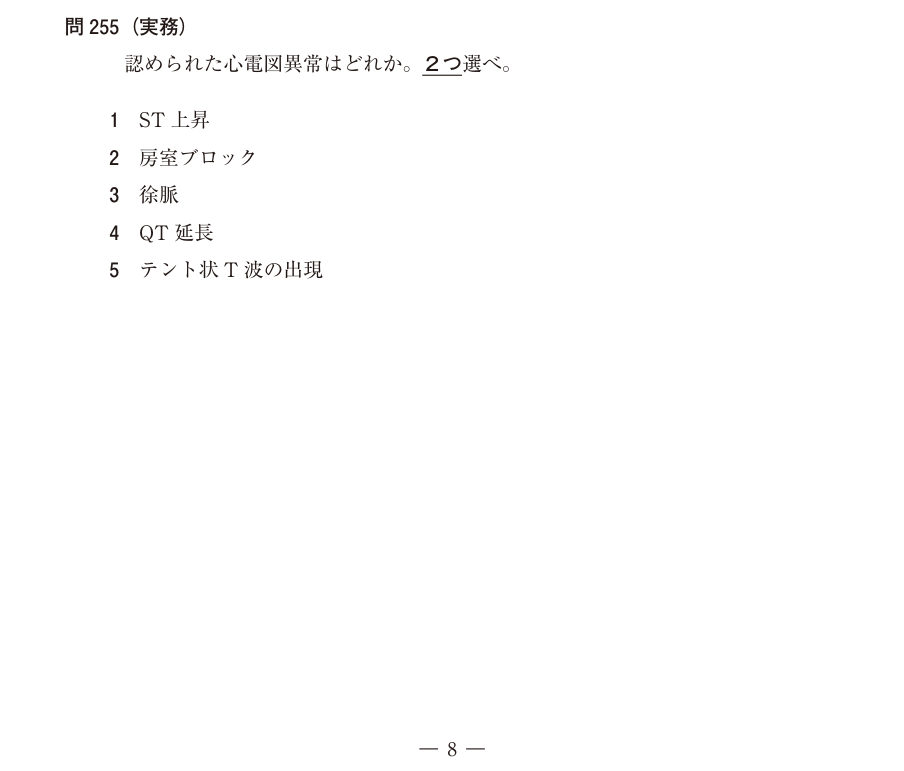 問 255（実務）
認められた心電図異常はどれか。２つ選べ。
1 ST 上昇
2 房室ブロック
3 徐脈
4 QT 延長
5 テント状 T 波の出現
— 8 —